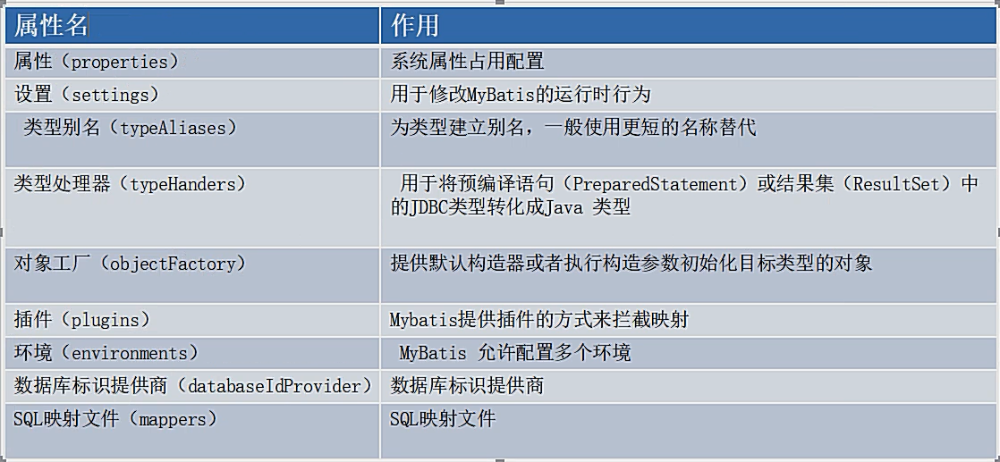 属性名 作用
属性（properties） 系统属性占用配置
设置（settings） 用于修改MyBatis的运行时行为
类型别名（typeAliases） 为类型建立别名，一般使用更短的名称替代
类型处理器（typeHanders） 用于将预编译语句（PreparedStatement）或结果集（ResultSet）中
的JDBC类型转化成Java 类型
对象工厂（objectFactory） 提供默认构造器或者执行构造参数初始化目标类型的对象
插件（plugins） Mybatis提供插件的方式来拦截映射
环境（environments） MyBatis 允许配置多个环境
数据库标识提供商（databaseIdProvider） 数据库标识提供商
SQL映射文件（mappers） SQL映射文件